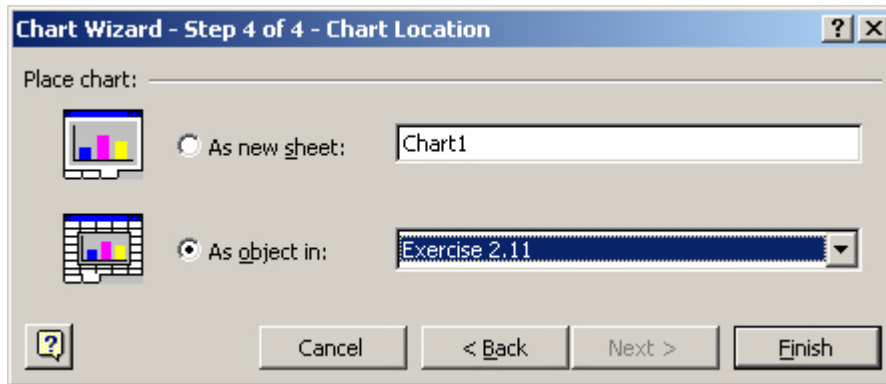 Chart Wizard - Step 4 of 4 - Chart Location
Place chart:
As new sheet: Chart1
As object in: Exercise 2.11
Cancel < Back Next > Finish